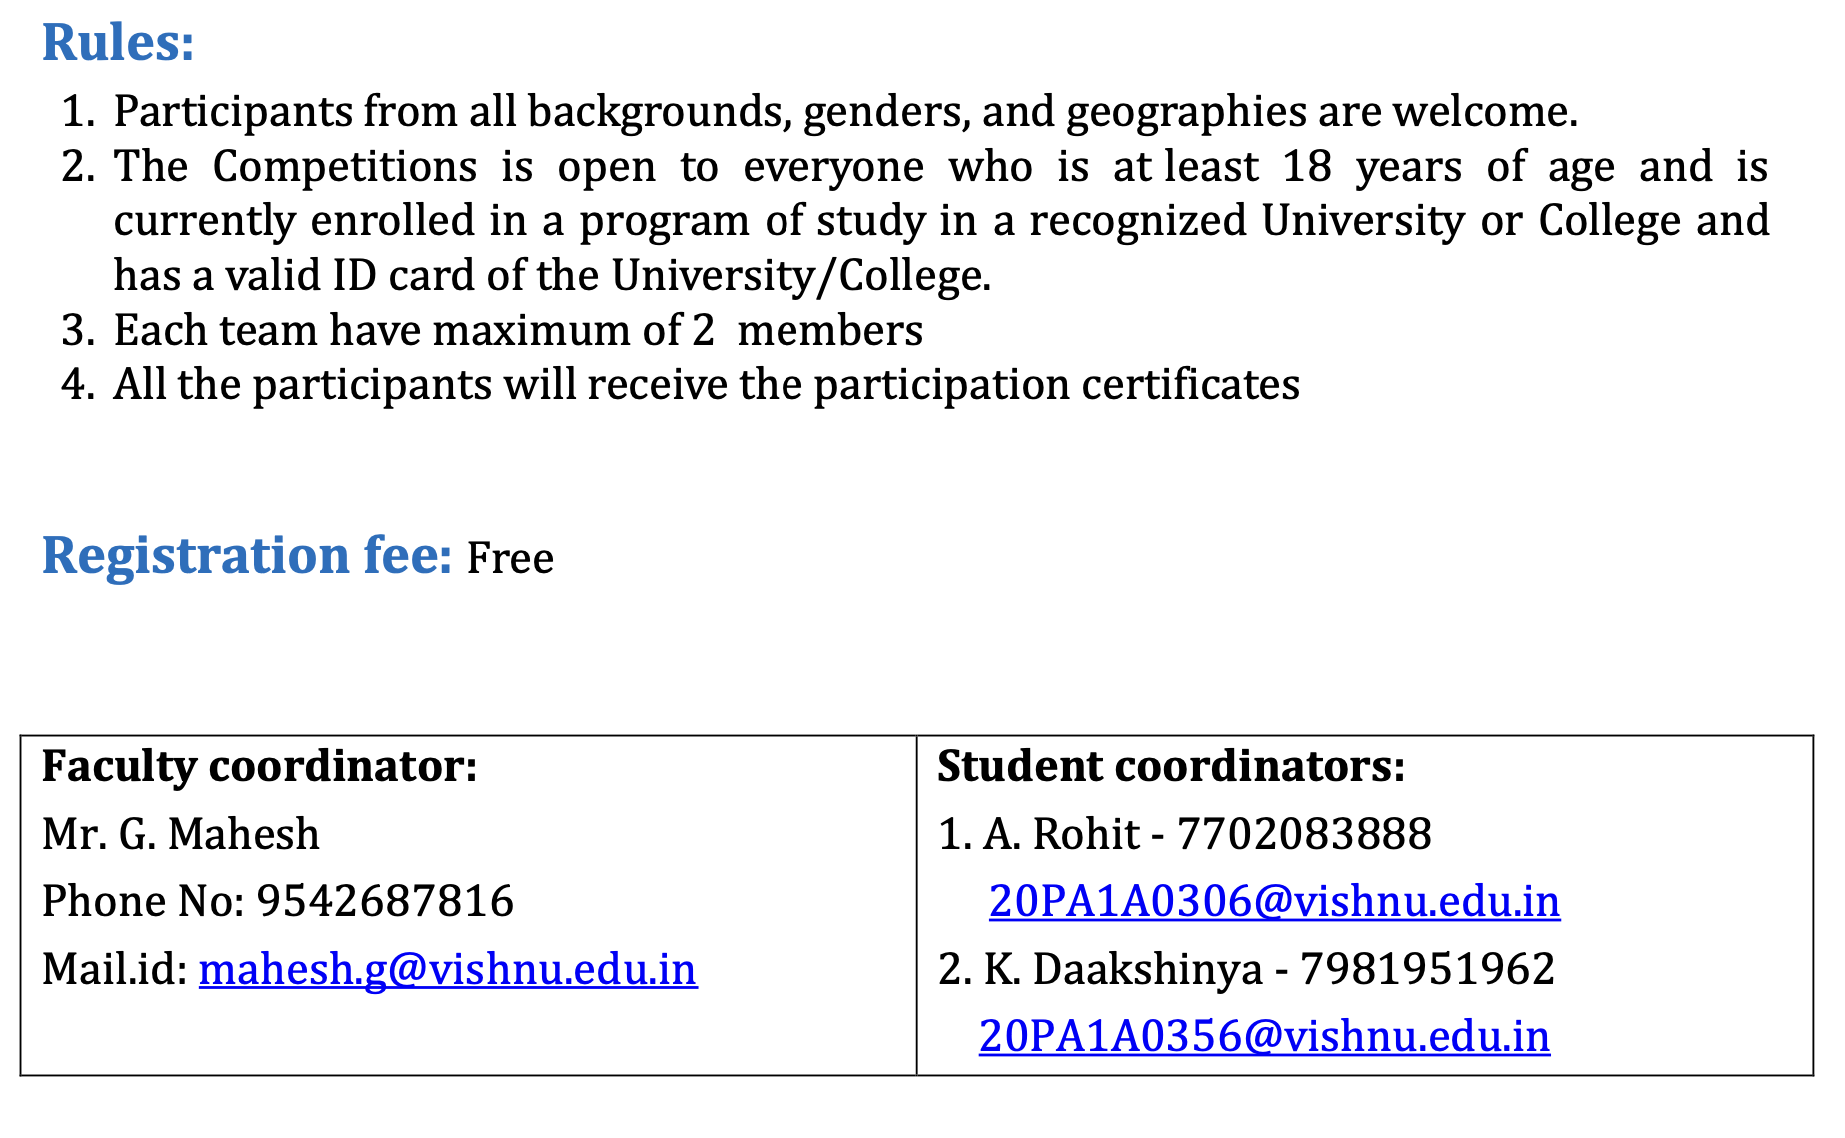 Rules:
1. Participants from all backgrounds, genders, and geographies are welcome.
2. The Competitions is open to everyone who is at least 18 years of age and is
currently enrolled in a program of study in a recognized University or College and
has a valid ID card of the University/College.
3. Each team have maximum of 2 members
4. All the participants will receive the participation certificates
Registration fee: Free
Faculty coordinator:
Mr. G. Mahesh
Phone No: 9542687816
Mail.id: mahesh.g@vishnu.edu.in
Student coordinators:
1. A. Rohit - 7702083888
20PA1A0306@vishnu.edu.in
2. K. Daakshinya - 7981951962
20PA1A0356@vishnu.edu.in